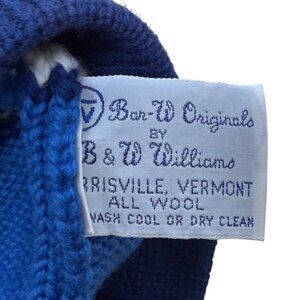 Bar-W Originals
BY
B & W Williams
RRISVILLE, VERMONT
ALL WOOL
WASH COOL OR DRY CLEAN